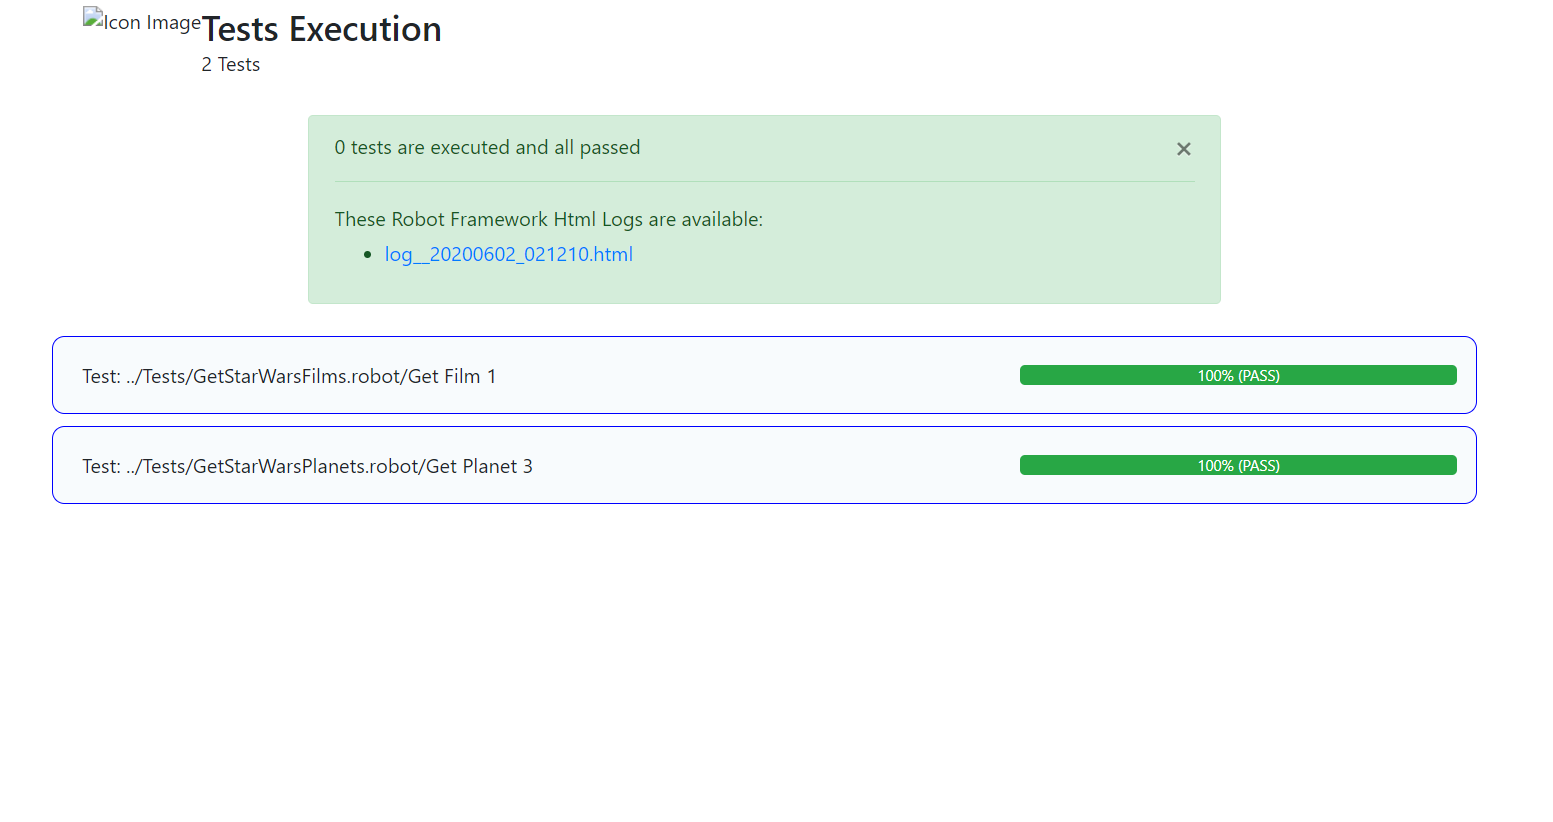 Icon Image
Tests Execution
2 Tests
0 tests are executed and all passed
×
These Robot Framework Html Logs are available:
• log__20200602_021210.html
Test: ../Tests/GetStarWarsFilms.robot/Get Film 1
100% (PASS)
Test: ../Tests/GetStarWarsPlanets.robot/Get Planet 3
100% (PASS)